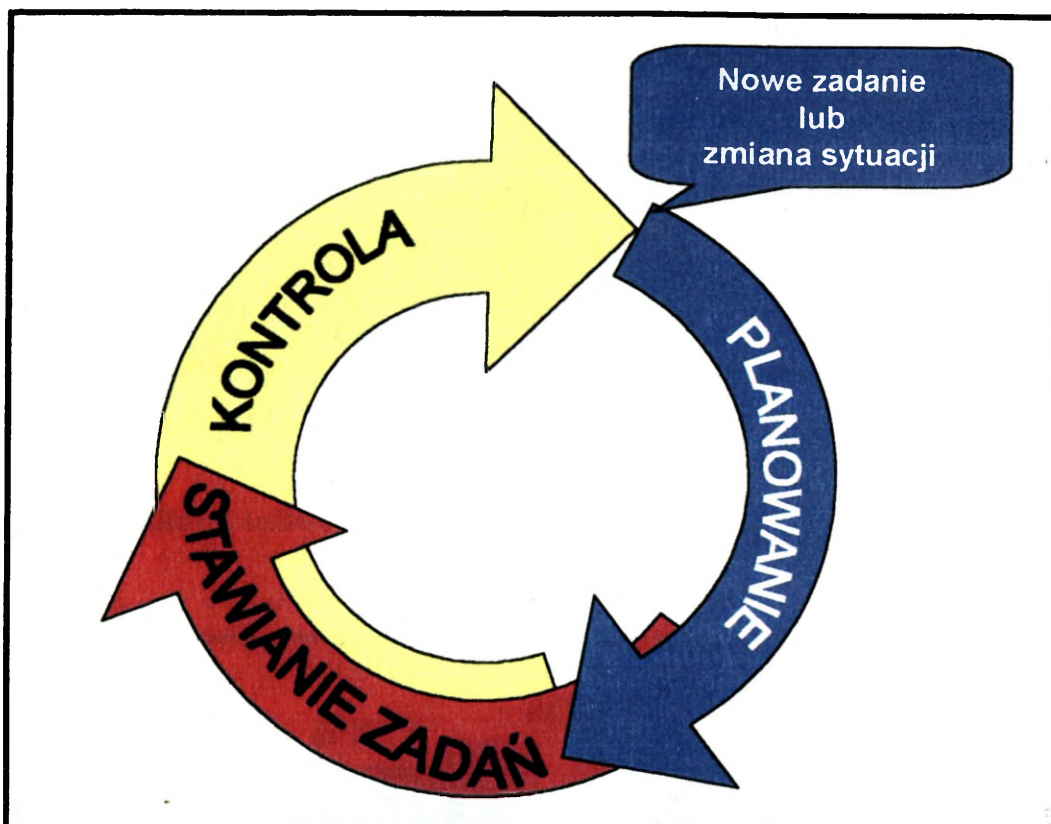 Nowe zadanie
lub
zmiana sytuacji
PLANOWANIE
STAWIANIE ZADAŃ
KONTROLA